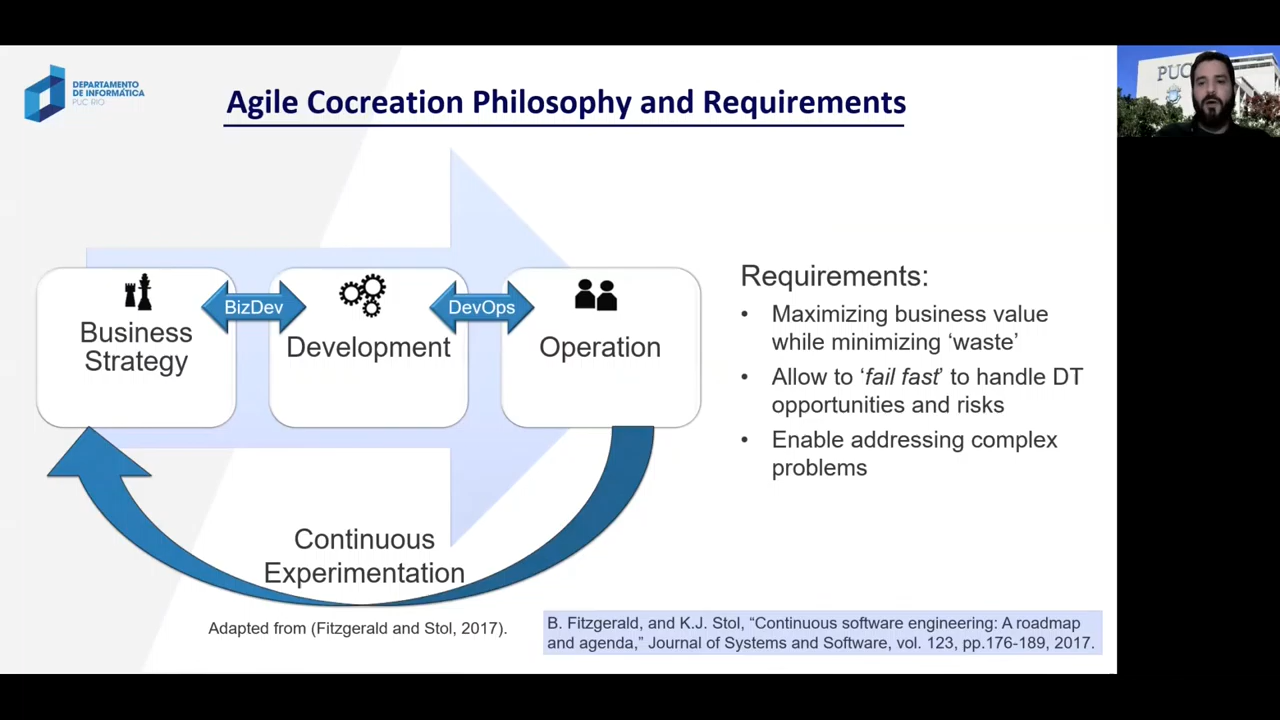 DEPARTAMENTO
DE INFORMÁTICA
PUC RIO
Agile Cocreation Philosophy and Requirements
PUC
Business
Strategy
BizDev
Development
DevOps
Operation
Continuous
Experimentation
Adapted from (Fitzgerald and Stol, 2017).
Requirements:
• Maximizing business value
while minimizing ‘waste’
• Allow to ‘fail fast’ to handle DT
opportunities and risks
• Enable addressing complex
problems
B. Fitzgerald, and K.J. Stol, “Continuous software engineering: A roadmap
and agenda,” Journal of Systems and Software, vol. 123, pp.176-189, 2017.